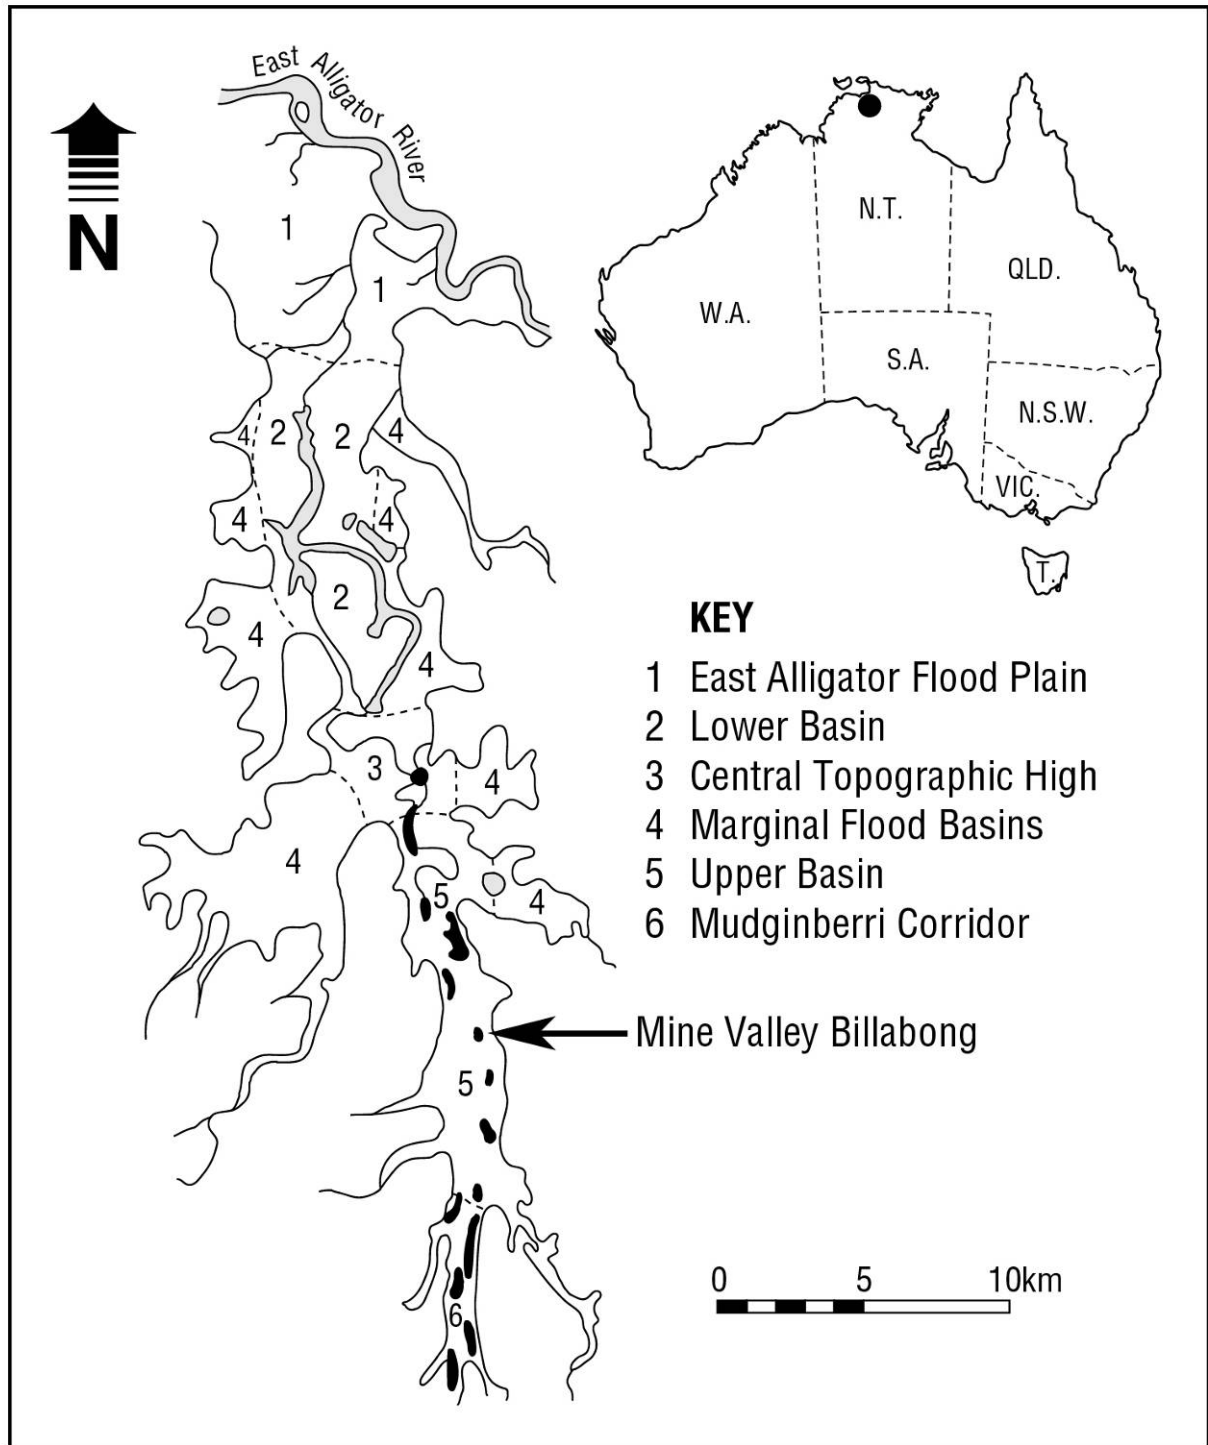 East Alligator River
N
1
1
2
2
4
4
4
4
2
4
4
3
4
4
5
4
5
6
W.A.
N.T.
QLD.
S.A.
N.S.W.
VIC.
T.
KEY
1 East Alligator Flood Plain
2 Lower Basin
3 Central Topographic High
4 Marginal Flood Basins
5 Upper Basin
6 Mudginberri Corridor
Mine Valley Billabong
0 5 10km